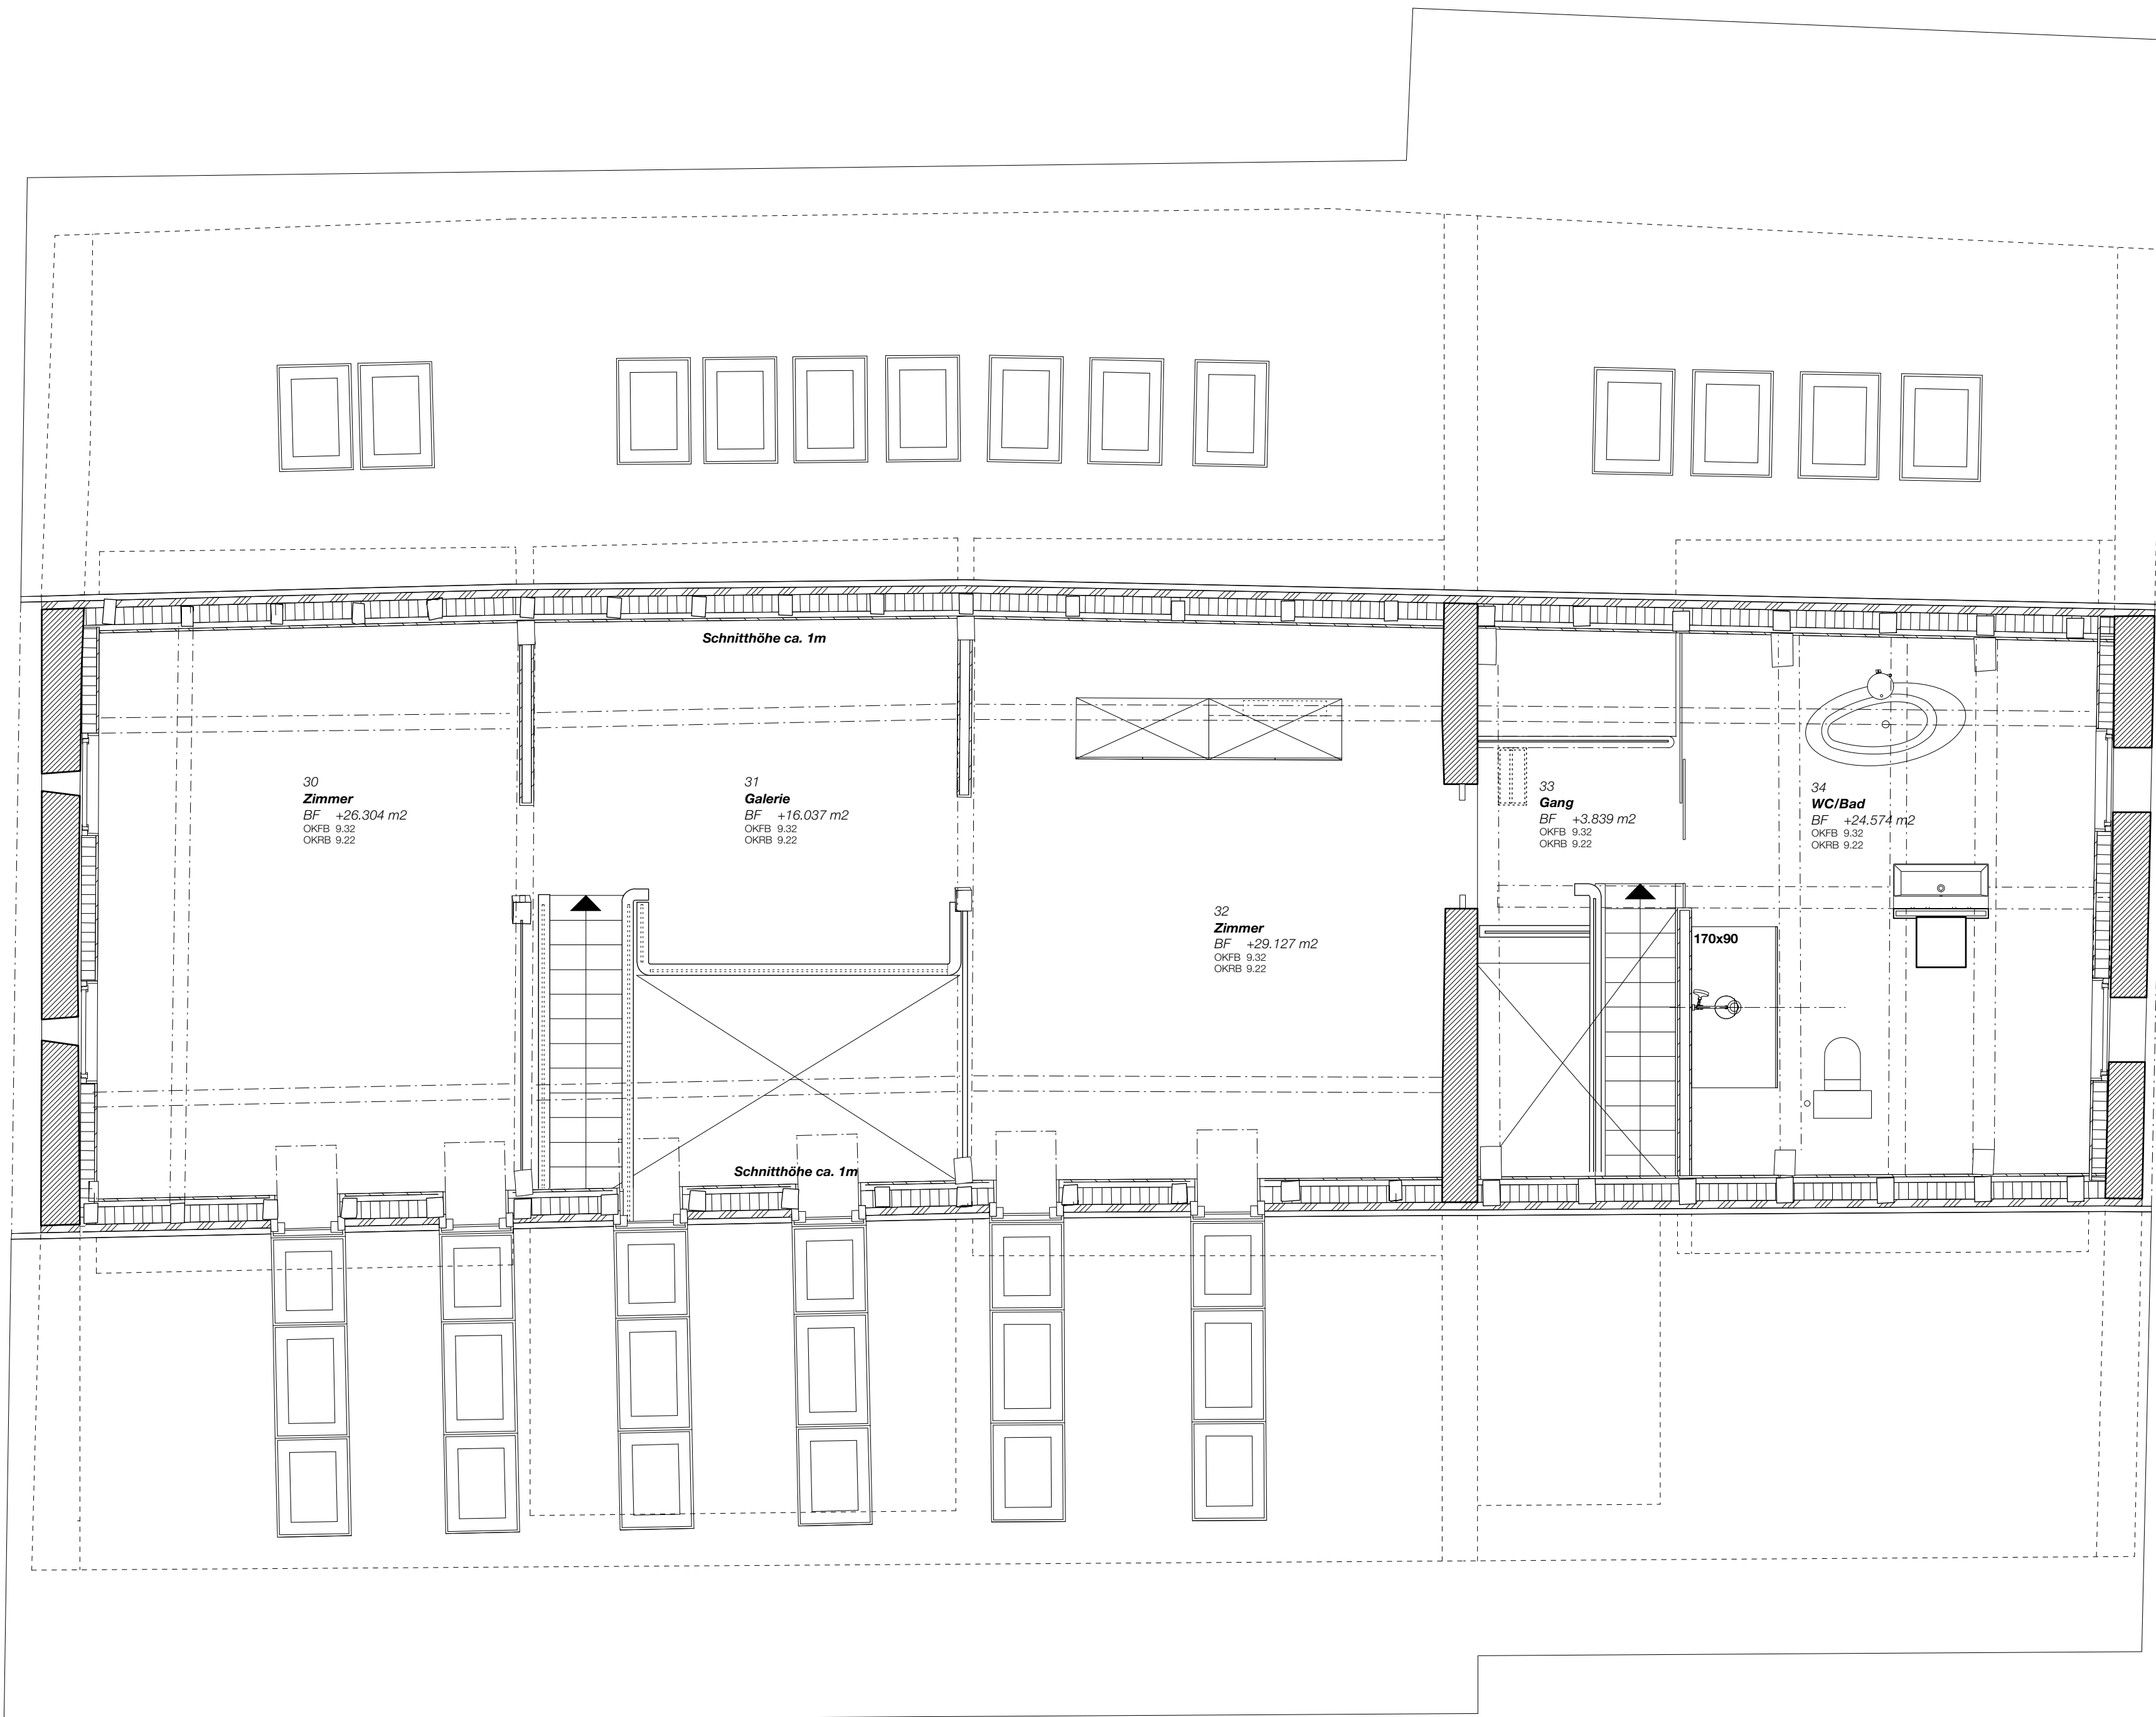 Schnitthöhe ca. 1m
30
Zimmer
BF +26.304 m2
OKFB 9.32
OKRB 9.22
31
Galerie
BF +16.037 m2
OKFB 9.32
OKRB 9.22
32
Zimmer
BF +29.127 m2
OKFB 9.32
OKRB 9.22
33
Gang
BF +3.839 m2
OKFB 9.32
OKRB 9.22
34
WC/Bad
BF +24.574 m2
OKFB 9.32
OKRB 9.22
170x90
Schnitthöhe ca. 1m